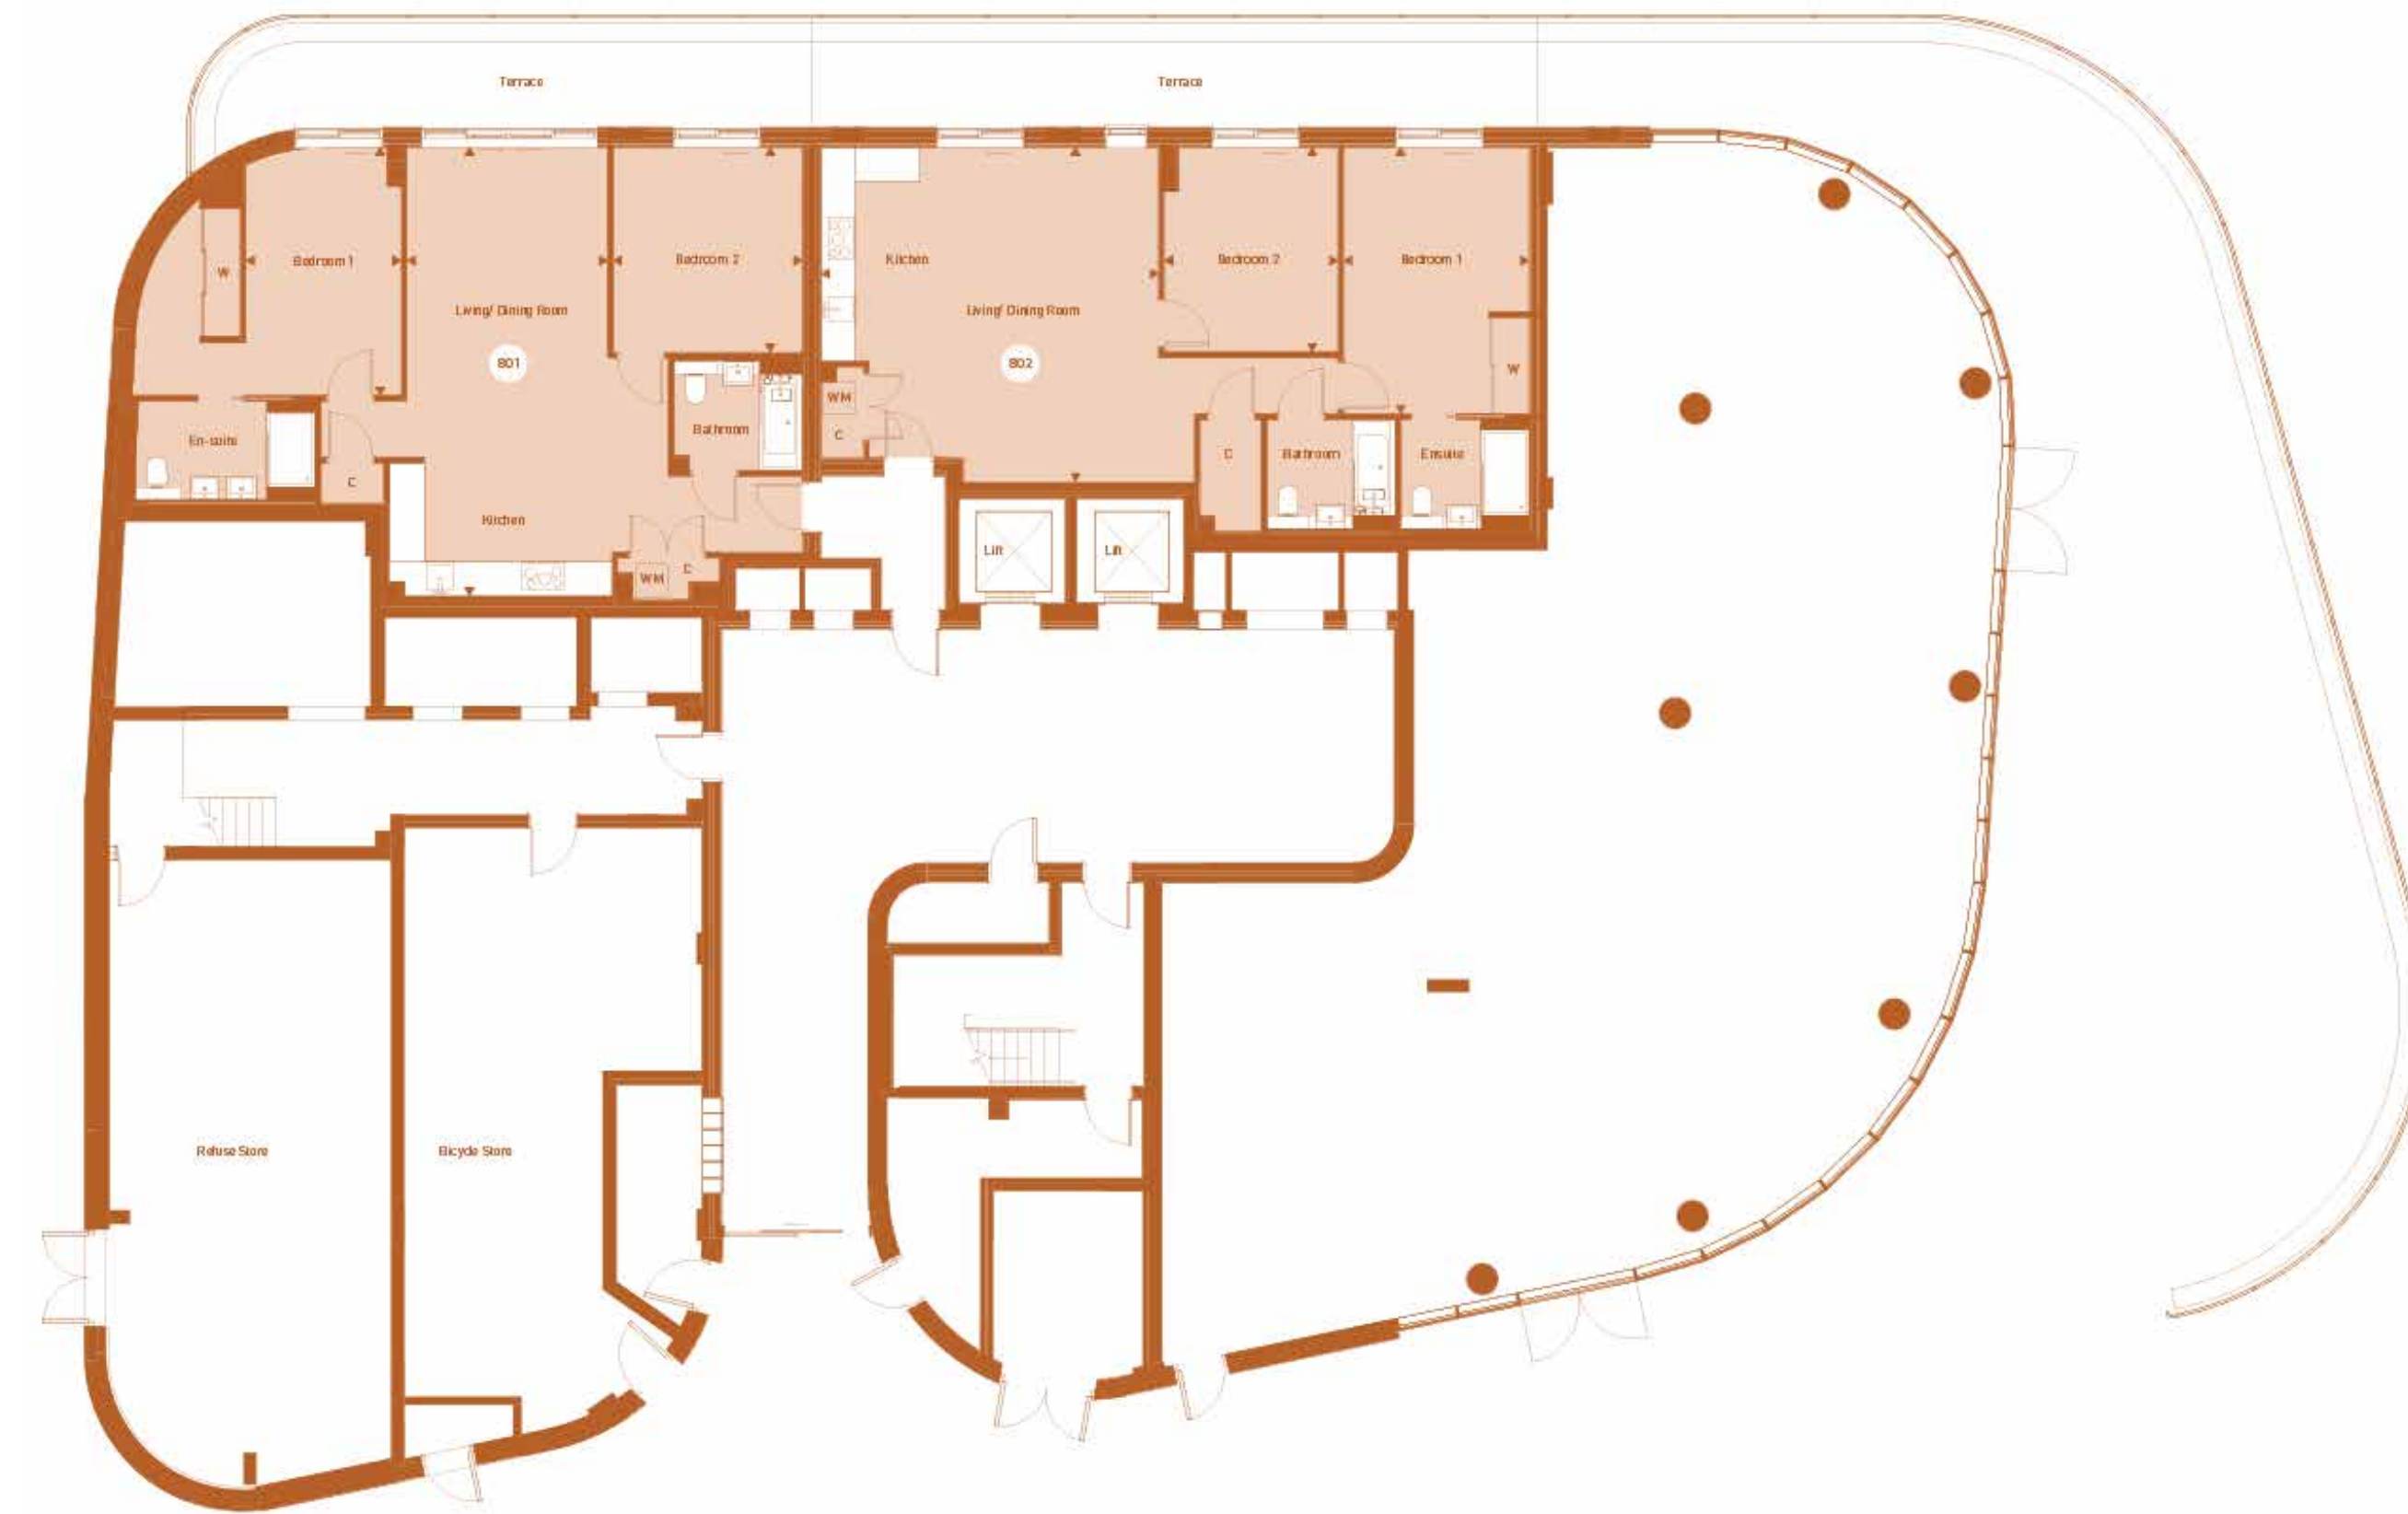 Terrace
Terrace
W
Bedroom 1
Bedroom 2
Kitchen
Bedroom 2
Bedroom 1
Living/ Dining Room
Living/ Dining Room
801
802
W
WM
En-suite
Bathroom
C
C
Bathroom
Ensuite
C
Kitchen
Lift
Lift
WM
C
Refuse Store
Bicycle Store